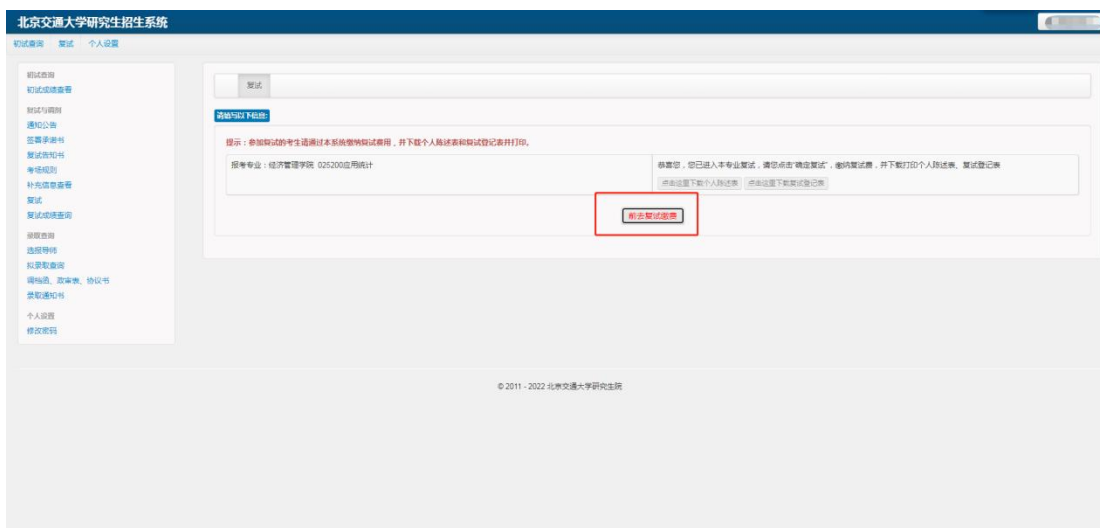 北京交通大学研究生招生系统
初试查询 复试 个人设置
初试查询
初试成绩查看
复试与调剂
通知公告
签署承诺书
复试告知书
考场规则
补充信息查看
复试
复试成绩查询
录取查询
选报导师
拟录取查询
调档函、政审表、协议书
录取通知书
个人设置
修改密码
复试
请填写以下信息:
提示：参加复试的考生请通过本系统缴纳复试费用，并下载个人陈述表和复试登记表并打印。
报考专业：经济管理学院 025200应用统计
恭喜您，您已进入本专业复试，请您点击"确定复试"，缴纳复试费，并下载打印个人陈述表、复试登记表
点击这里下载个人陈述表 点击这里下载复试登记表
前去复试缴费
© 2011 - 2022 北京交通大学研究生院